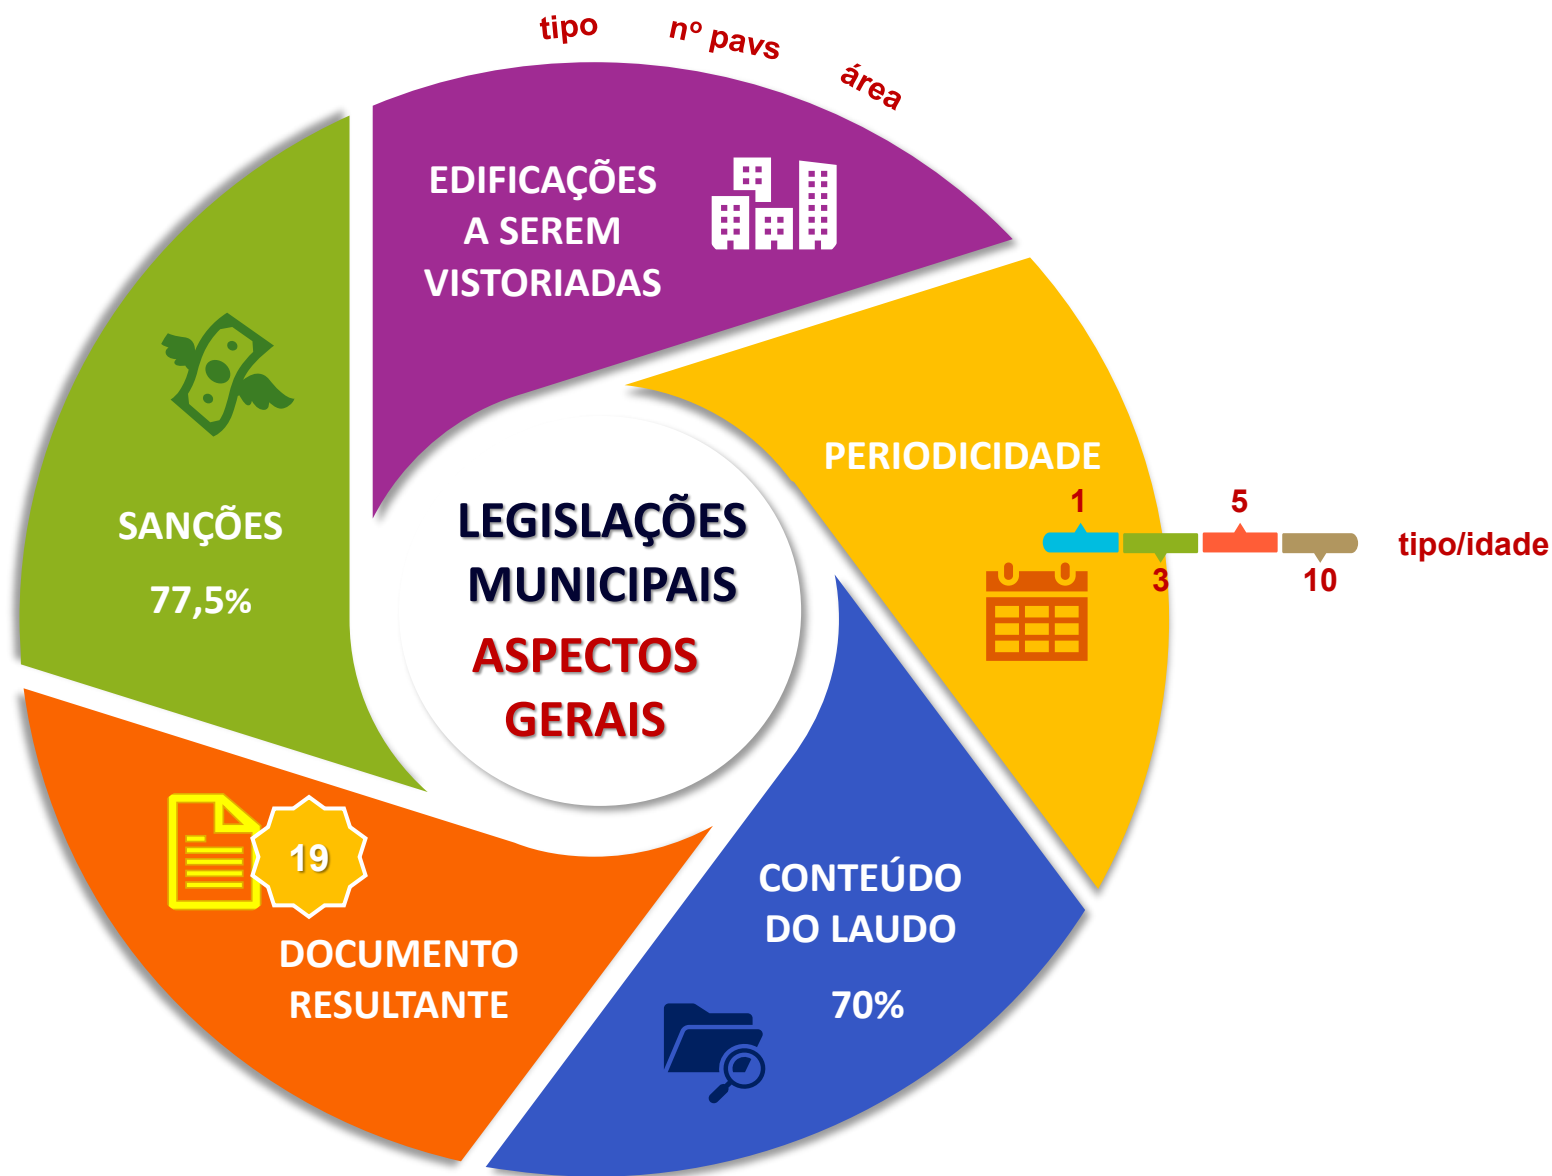 tipo
nº pavs
área
EDIFICAÇÕES
A SEREM
VISTORIADAS
PERIODICIDADE
1
5
3
10
tipo/idade
SANÇÕES
77,5%
LEGISLAÇÕES
MUNICIPAIS
ASPECTOS
GERAIS
CONTEÚDO
DO LAUDO
70%
19
DOCUMENTO
RESULTANTE